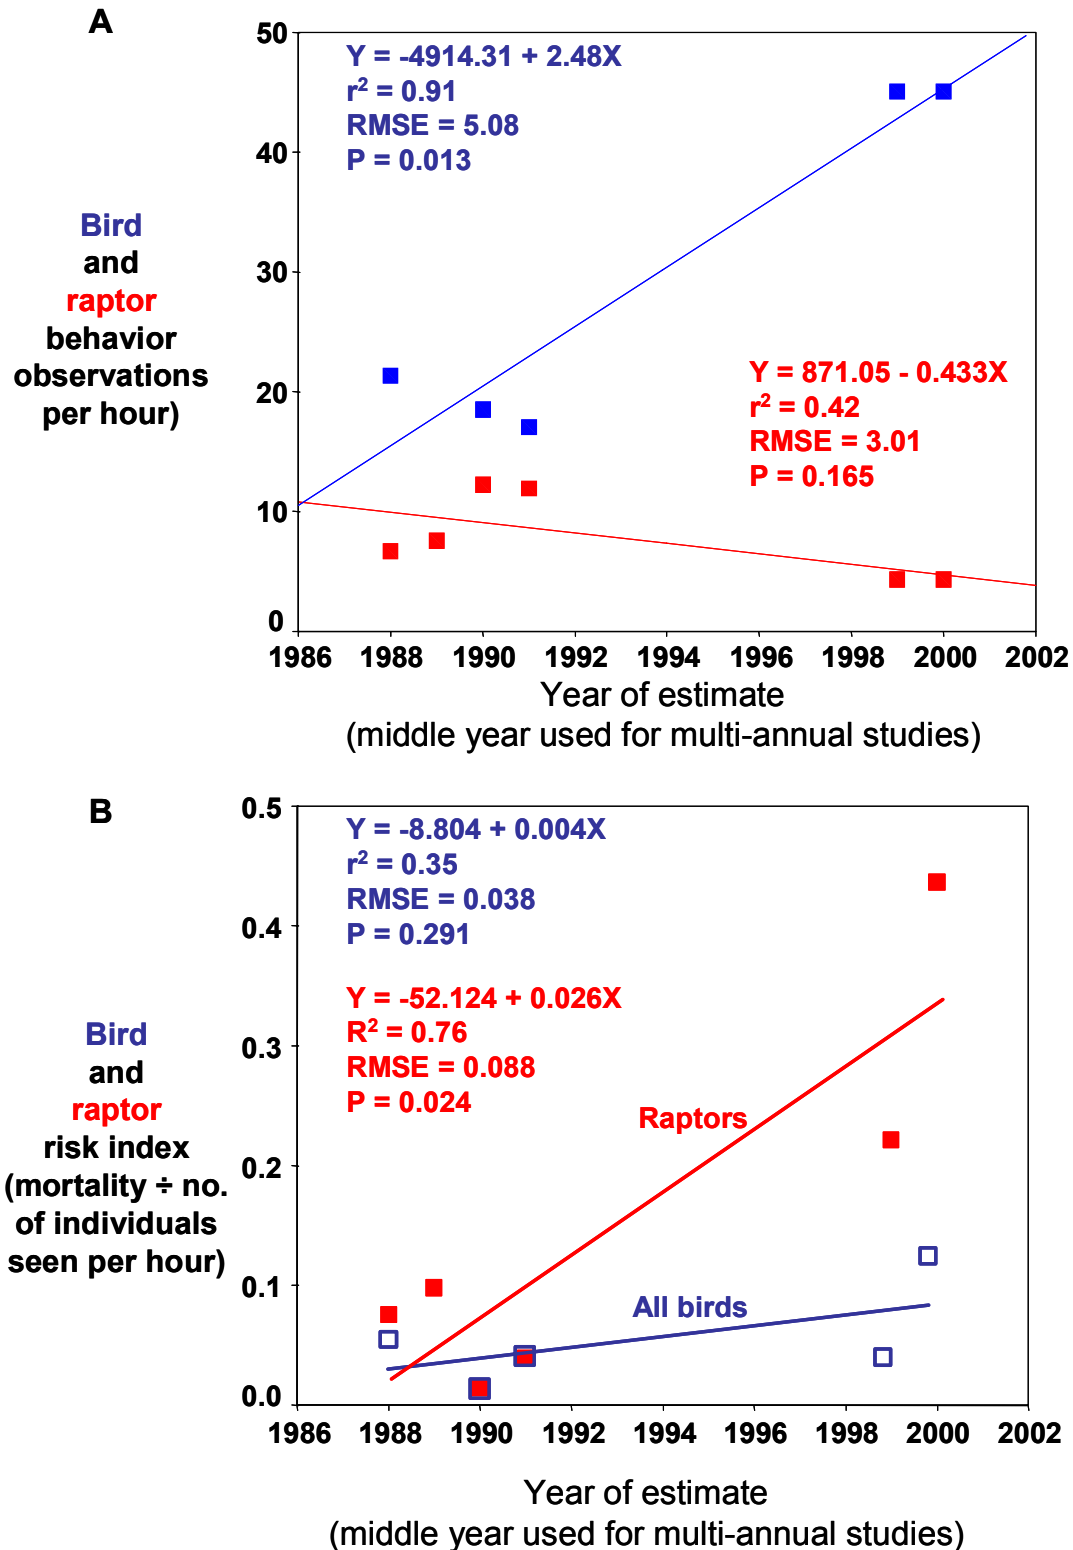 A
50
40
30
20
10
0
Y = -4914.31 + 2.48X
r² = 0.91
RMSE = 5.08
P = 0.013
Bird
and
raptor
behavior
observations
per hour)
Y = 871.05 - 0.433X
r² = 0.42
RMSE = 3.01
P = 0.165
1986 1988 1990 1992 1994 1996 1998 2000 2002
Year of estimate
(middle year used for multi-annual studies)
B
0.5
0.4
0.3
0.2
0.1
0.0
Y = -8.804 + 0.004X
r² = 0.35
RMSE = 0.038
P = 0.291
Y = -52.124 + 0.026X
R² = 0.76
RMSE = 0.088
P = 0.024
Bird
and
raptor
risk index
(mortality ÷ no.
of individuals
seen per hour)
Raptors
All birds
1986 1988 1990 1992 1994 1996 1998 2000 2002
Year of estimate
(middle year used for multi-annual studies)